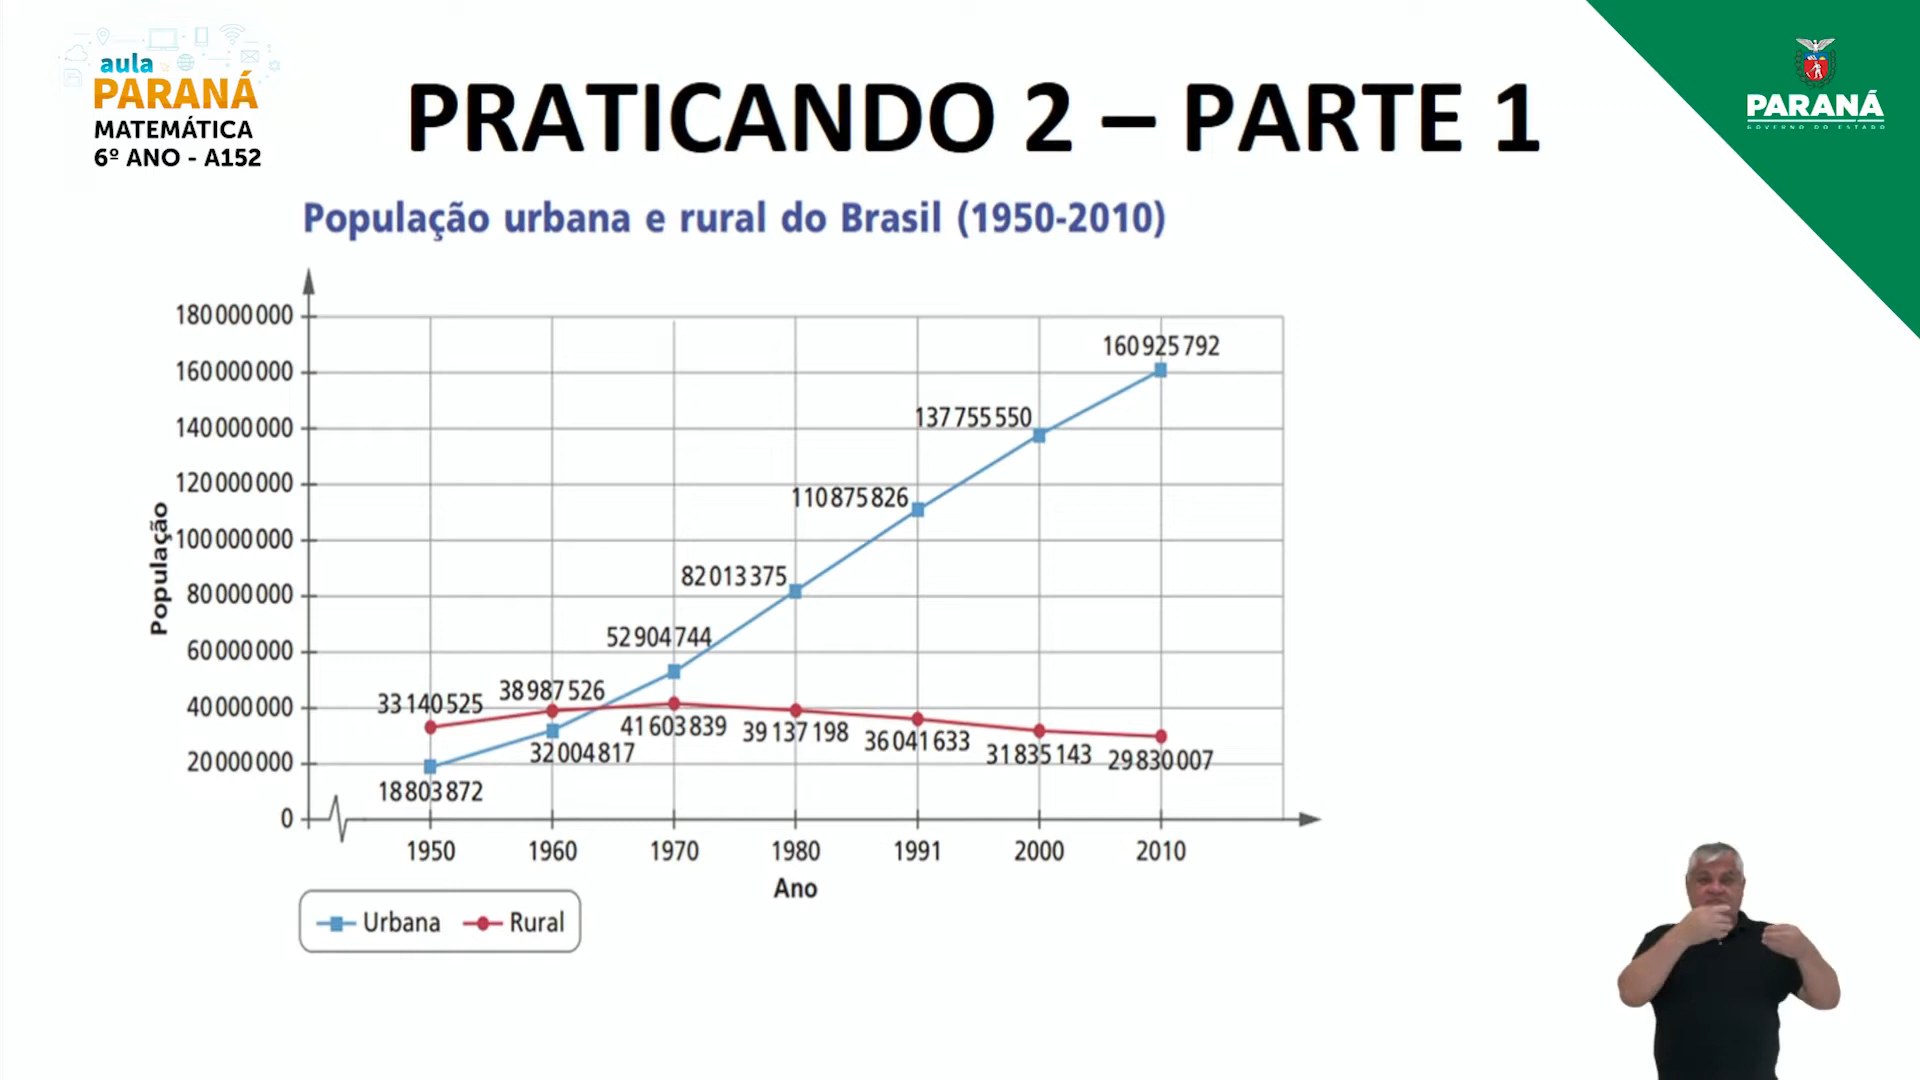 aula
PARANÁ
MATEMÁTICA
6º ANO - A152
PRATICANDO 2 – PARTE 1
PARANÁ
GOVERNO DO ESTADO
População urbana e rural do Brasil (1950-2010)
180 000 000
160 000 000
140 000 000
120 000 000
100 000 000
80 000 000
60 000 000
40 000 000
20 000 000
0
População
160 925 792
137 755 550
110 875 826
82 013 375
52 904 744
33 140 525
38 987 526
41 603 839
39 137 198
36 041 633
31 835 143
29 830 007
32 004 817
18 803 872
1950 1960 1970 1980 1991 2000 2010
Ano
Urbana Rural